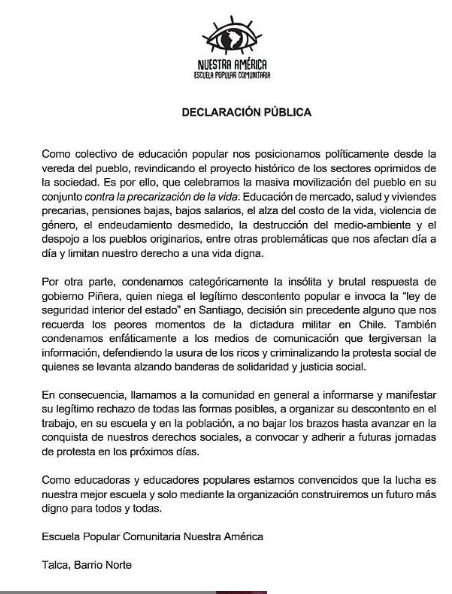 NUESTRA AMÉRICA
ESCUELA POPULAR COMUNITARIA
DECLARACIÓN PÚBLICA
Como colectivo de educación popular nos posicionamos políticamente desde la
vereda del pueblo, revindicando el proyecto histórico de los sectores oprimidos de
la sociedad. Es por ello, que celebramos la masiva movilización del pueblo en su
conjunto contra la precarización de la vida: Educación de mercado, salud y viviendes
precarias, pensiones bajas, bajos salarios, el alza del costo de la vida, violencia de
género, el endeudamiento desmedido, la destrucción del medio-ambiente y el
despojo a los pueblos originarios, entre otras problemáticas que nos afectan día a
día y limitan nuestro derecho a una vida digna.
Por otra parte, condenamos categóricamente la insólita y brutal respuesta de
gobierno Piñera, quien niega el legítimo descontento popular e invoca la “ley de
seguridad interior del estado” en Santiago, decisión sin precedente alguno que nos
recuerda los peores momentos de la dictadura militar en Chile. También
condenamos enfáticamente a los medios de comunicación que tergiversan la
información, defendiendo la usura de los ricos y criminalizando la protesta social de
quienes se levanta alzando banderas de solidaridad y justicia social.
En consecuencia, llamamos a la comunidad en general a informarse y manifestar
su legítimo rechazo de todas las formas posibles, a organizar su descontento en el
trabajo, en su escuela y en la población, a no bajar los brazos hasta avanzar en la
conquista de nuestros derechos sociales, a convocar y adherir a futuras jornadas
de protesta en los próximos días.
Como educadoras y educadores populares estamos convencidos que la lucha es
nuestra mejor escuela y solo mediante la organización construiremos un futuro más
digno para todos y todas.
Escuela Popular Comunitaria Nuestra América
Talca, Barrio Norte